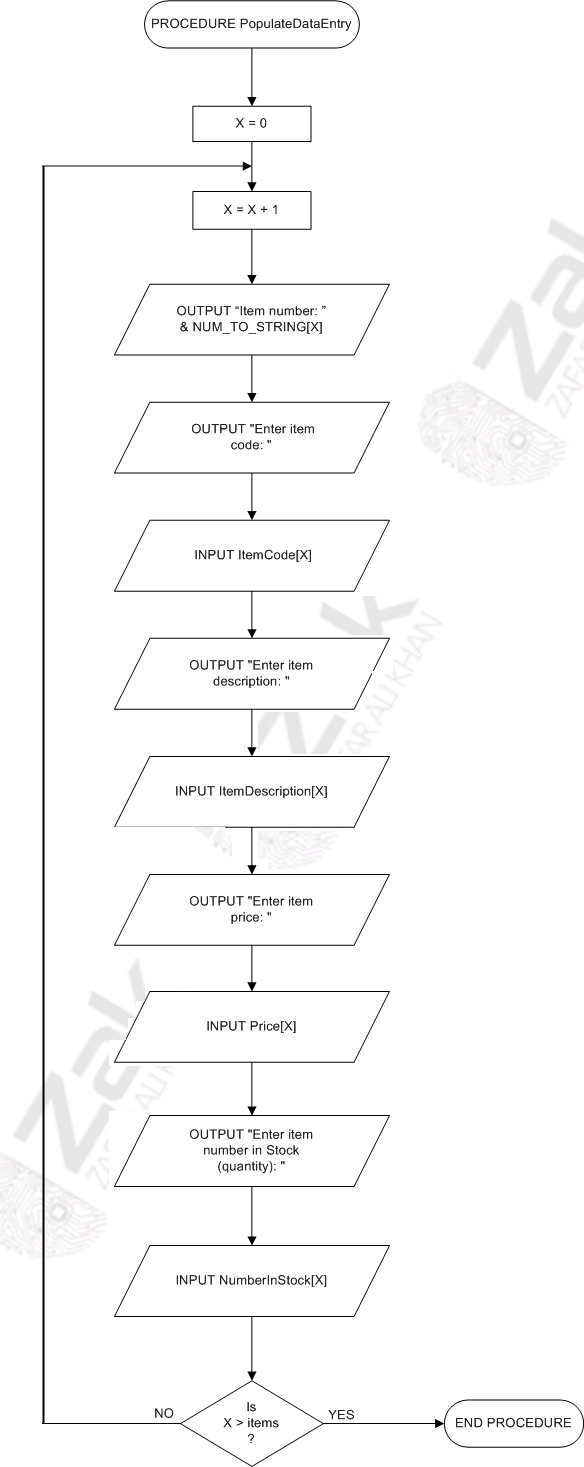 PROCEDURE PopulateDataEntry
X = 0
X = X + 1
OUTPUT “Item number: ”
& NUM_TO_STRING[X]
OUTPUT "Enter item
code: "
INPUT ItemCode[X]
OUTPUT "Enter item
description: "
INPUT ItemDescription[X]
OUTPUT "Enter item
price: "
INPUT Price[X]
OUTPUT "Enter item
number in Stock
(quantity): "
INPUT NumberInStock[X]
Is
X > items
?
NO
YES
END PROCEDURE